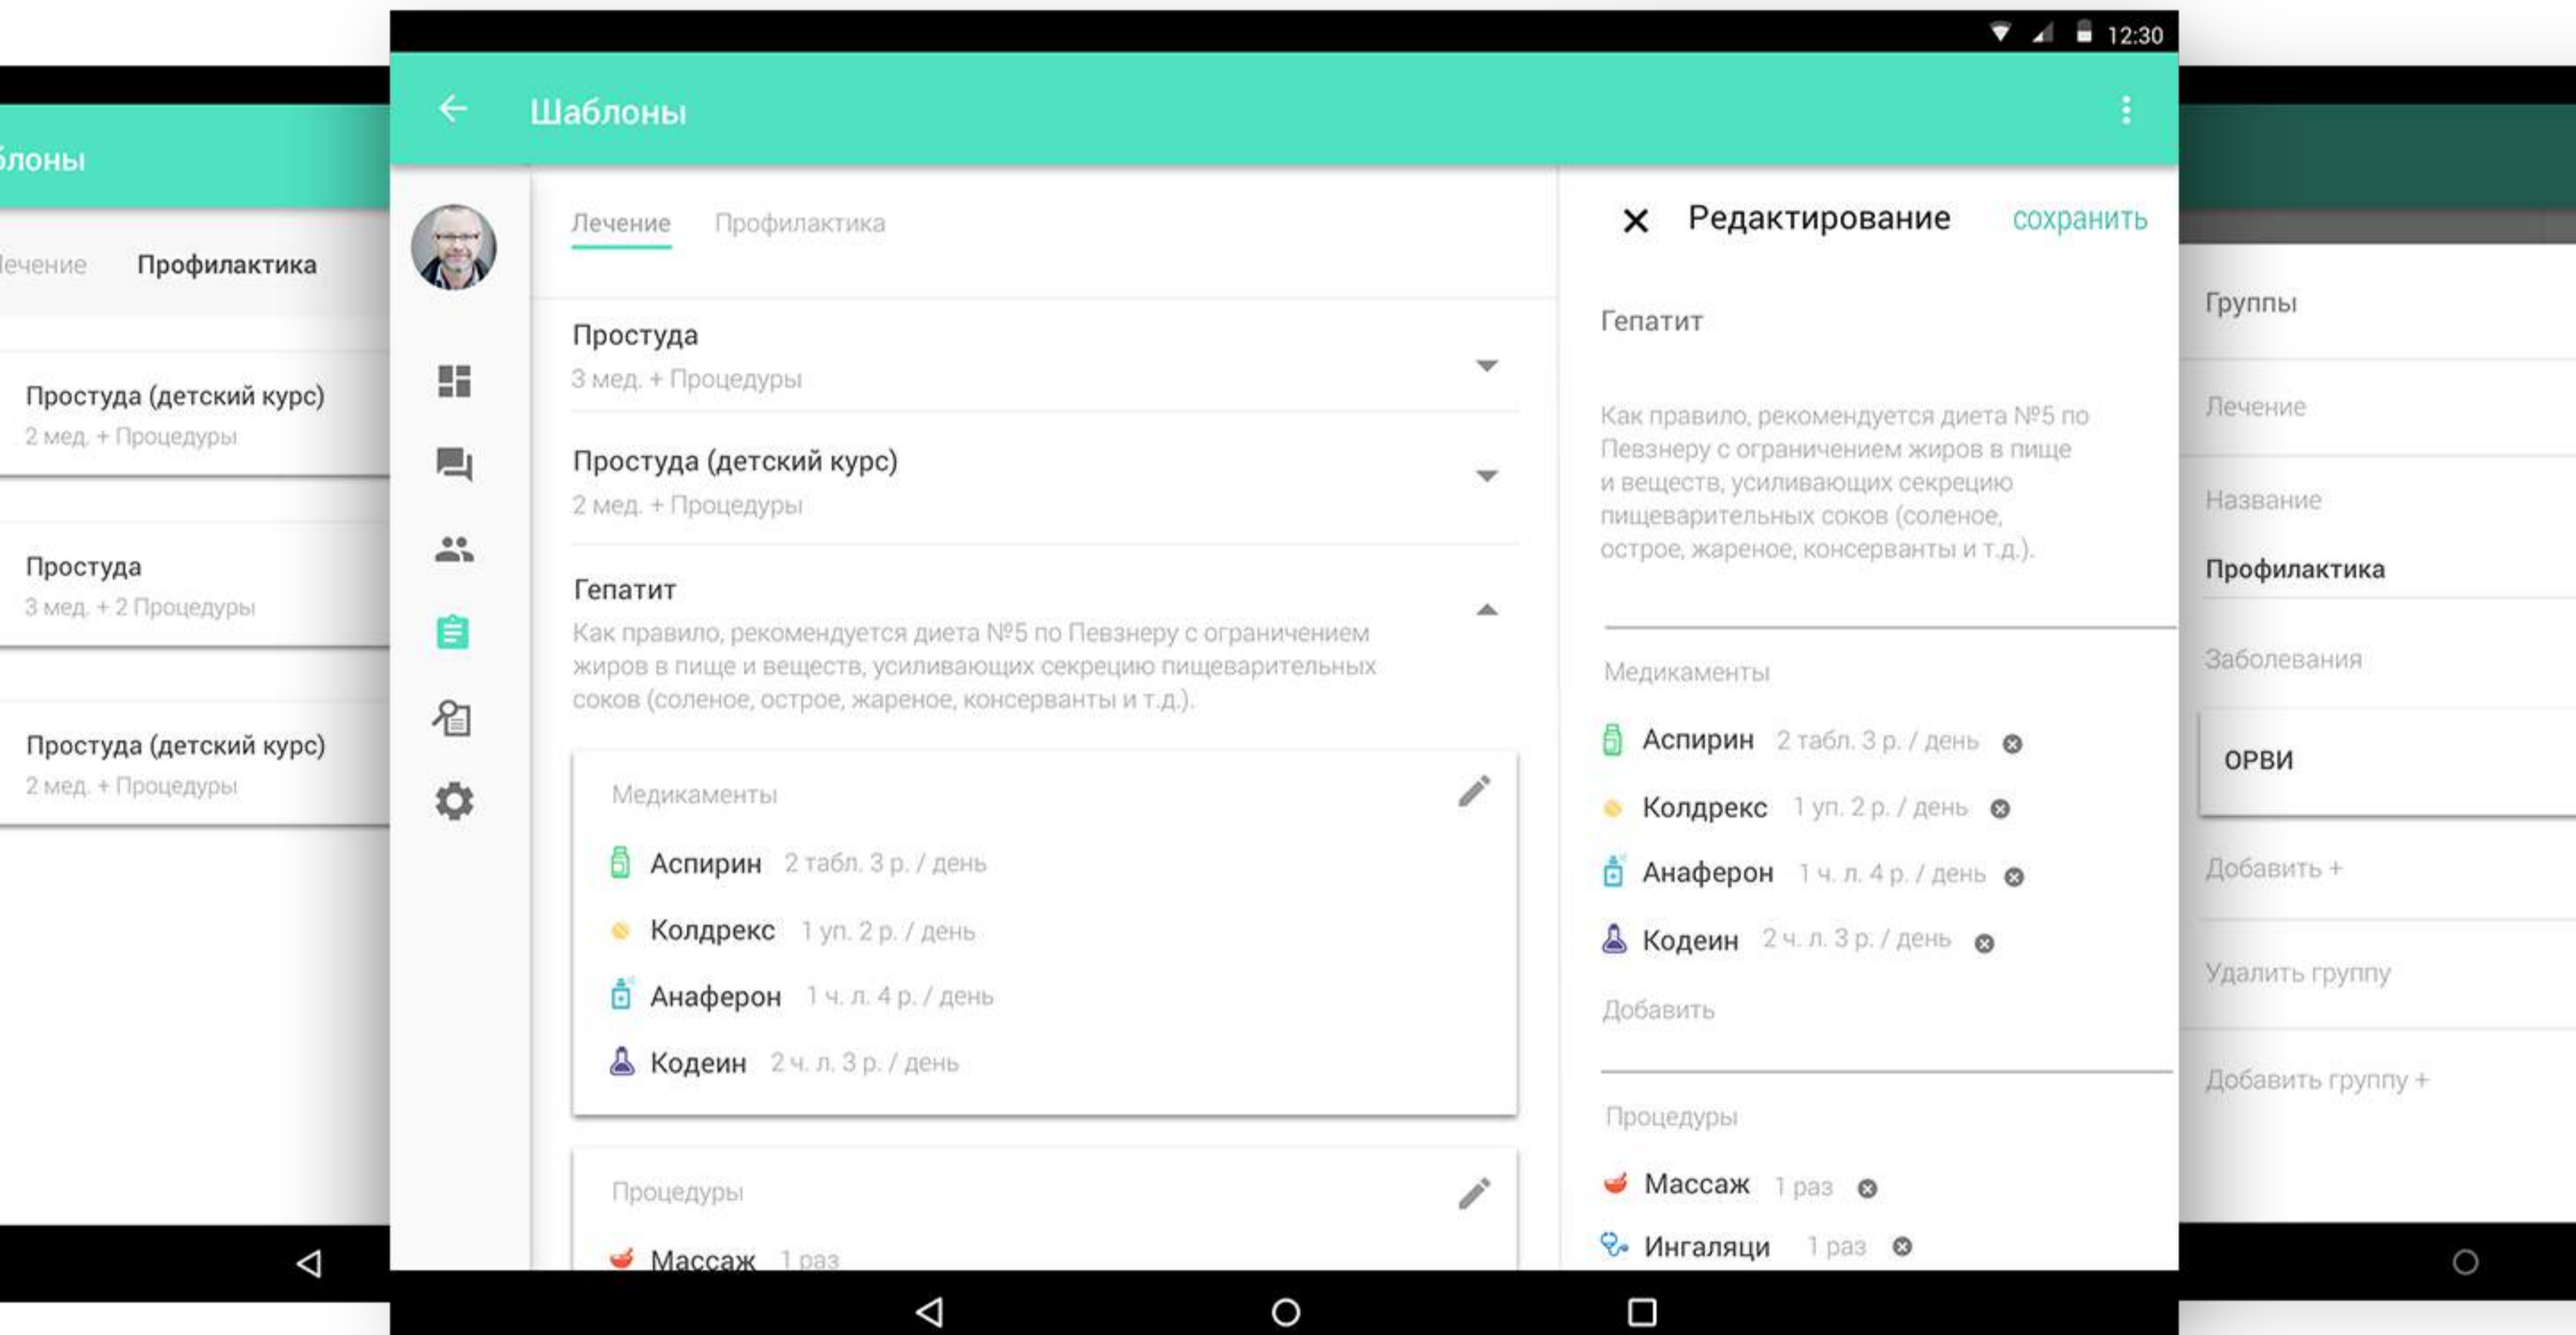 12:30
Шаблоны
Лечение Профилактика
Простуда
3 мед. + Процедуры
Простуда (детский курс)
2 мед. + Процедуры
Гепатит
Как правило, рекомендуется диета №5 по Певзнеру с ограничением
жиров в пище и веществ, усиливающих секрецию пищеварительных
соков (соленое, острое, жареное, консерванты и т.д.).
Медикаменты
Аспирин 2 табл. 3 р. / день
Колдрекс 1 уп. 2 р. / день
Анаферон 1 ч. л. 4 р. / день
Кодеин 2 ч. л. 3 р. / день
Процедуры
Массаж 1 раз
Редактирование сохранить
Гепатит
Как правило, рекомендуется диета №5 по
Певзнеру с ограничением жиров в пище
и веществ, усиливающих секрецию
пищеварительных соков (соленое,
острое, жареное, консерванты и т.д.).
Медикаменты
Аспирин 2 табл. 3 р. / день
Колдрекс 1 уп. 2 р. / день
Анаферон 1 ч. л. 4 р. / день
Кодеин 2 ч. л. 3 р. / день
Добавить
Процедуры
Массаж 1 раз
Ингаляци 1 раз
блоны
лечение Профилактика
Простуда (детский курс)
2 мед. + Процедуры
Простуда
3 мед. + 2 Процедуры
Простуда (детский курс)
2 мед. + Процедуры
Группы
Лечение
Название
Профилактика
Заболевания
ОРВИ
Добавить +
Удалить группу
Добавить группу +